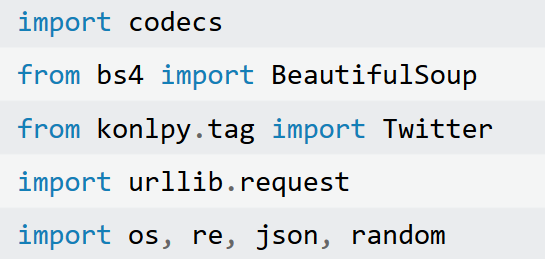 import codecs
from bs4 import BeautifulSoup
from konlpy.tag import Twitter
import urllib.request
import os, re, json, random